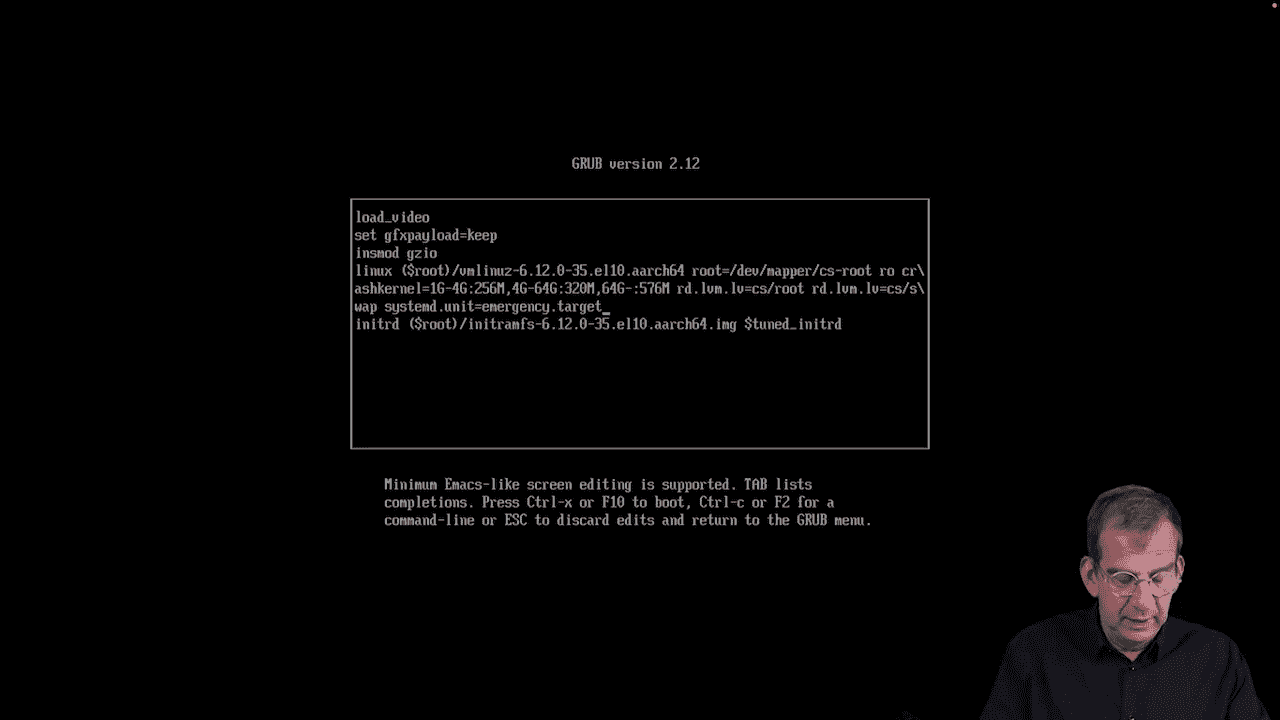 GRUB version 2.12
load_video
set gfxpayload=keep
insmod gzio
linux ($root)/vmlinuz-6.12.0-35.el10.aarch64 root=/dev/mapper/cs-root ro cr\
ashkernel=1G-4G:256M,4G-64G:320M,64G-:576M rd.lvm.lv=cs/root rd.lvm.lv=cs/s\
wap systemd.unit=emergency.target_
initrd ($root)/initramfs-6.12.0-35.el10.aarch64.img $tuned_initrd
Minimum Emacs-like screen editing is supported. TAB lists
completions. Press Ctrl-x or F10 to boot, Ctrl-c or F2 for a
command-line or ESC to discard edits and return to the GRUB menu.